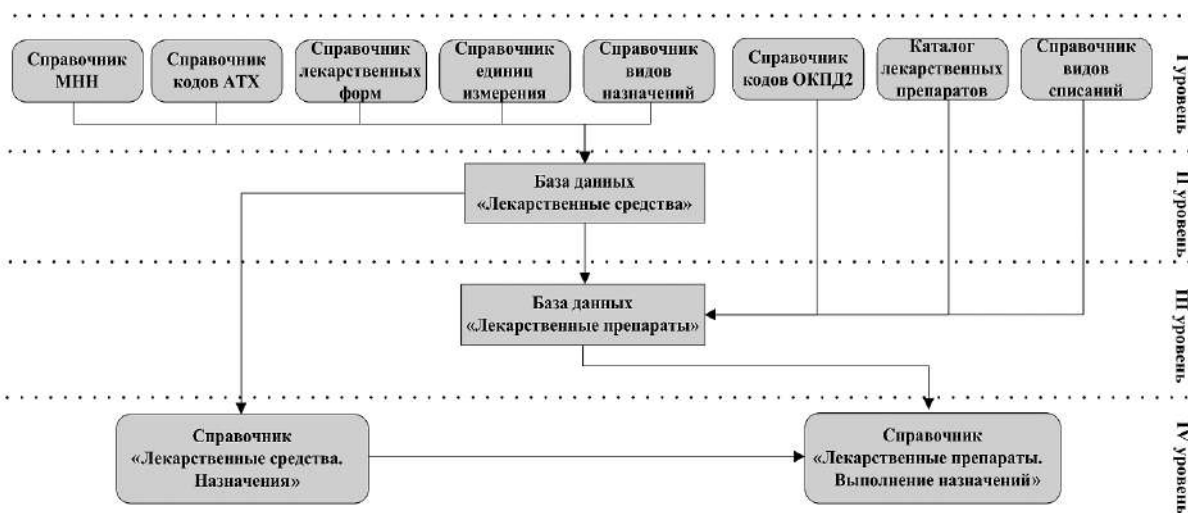 Справочник
МНН
Справочник
кодов АТХ
Справочник
лекарственных
форм
Справочник
единиц
измерения
Справочник
видов
назначений
Справочник
кодов ОКПД2
Каталог
лекарственных
препаратов
Справочник
видов
списаний
I уровень
База данных
«Лекарственные средства»
II уровень
База данных
«Лекарственные препараты»
III уровень
Справочник
«Лекарственные средства.
Назначения»
Справочник
«Лекарственные препараты.
Выполнение назначений»
IV уровень